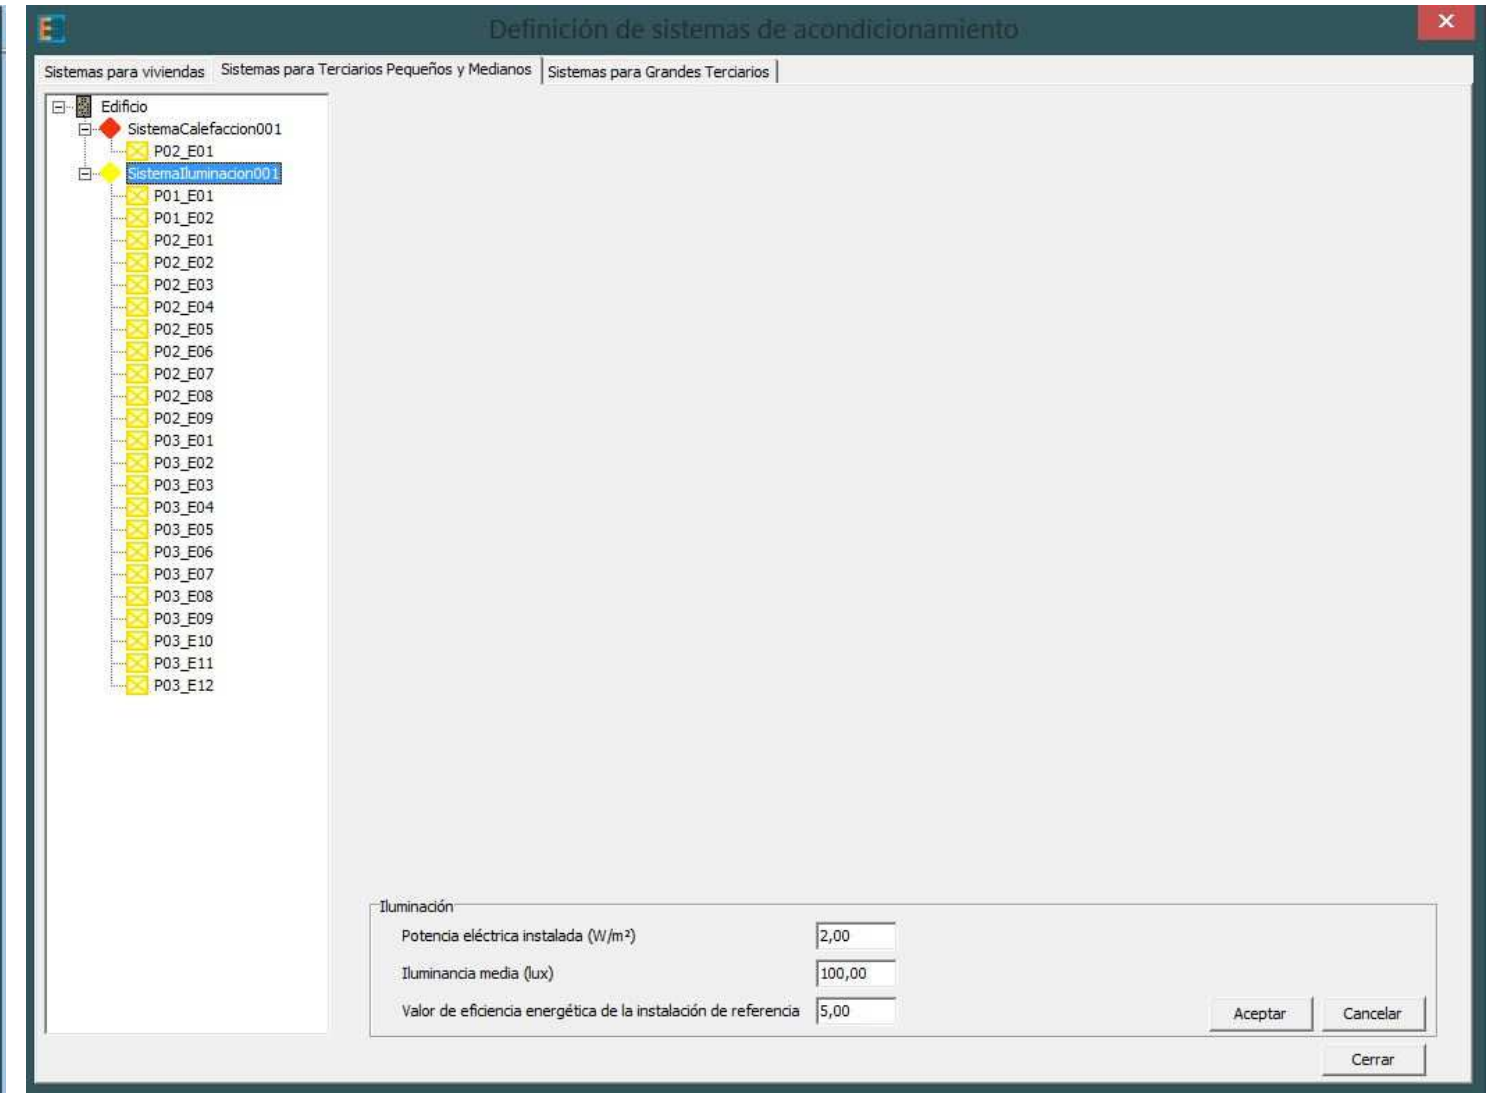 Definición de sistemas de acondicionamiento
Sistemas para viviendas Sistemas para Terciarios Pequeños y Medianos Sistemas para Grandes Terciarios
Edificio
SistemaCalefaccion001
P02_E01
SistemaIluminacion001
P01_E01
P01_E02
P02_E01
P02_E02
P02_E03
P02_E04
P02_E05
P02_E06
P02_E07
P02_E08
P02_E09
P03_E01
P03_E02
P03_E03
P03_E04
P03_E05
P03_E06
P03_E07
P03_E08
P03_E09
P03_E10
P03_E11
P03_E12
Iluminación
Potencia eléctrica instalada (W/m²) 2,00
Iluminancia media (lux) 100,00
Valor de eficiencia energética de la instalación de referencia 5,00
Aceptar Cancelar
Cerrar